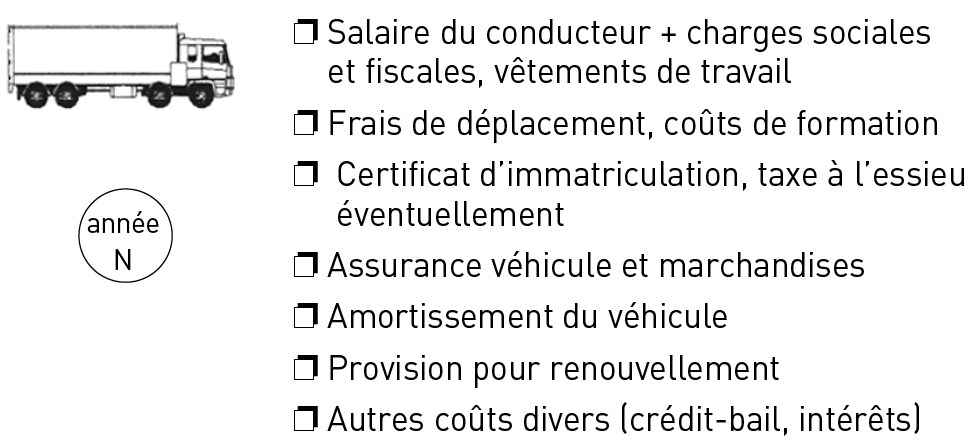 ❒ Salaire du conducteur + charges sociales
et fiscales, vêtements de travail
❒ Frais de déplacement, coûts de formation
❒ Certificat d’immatriculation, taxe à l’essieu
éventuellement
année
N
❒ Assurance véhicule et marchandises
❒ Amortissement du véhicule
❒ Provision pour renouvellement
❒ Autres coûts divers (crédit-bail, intérêts)